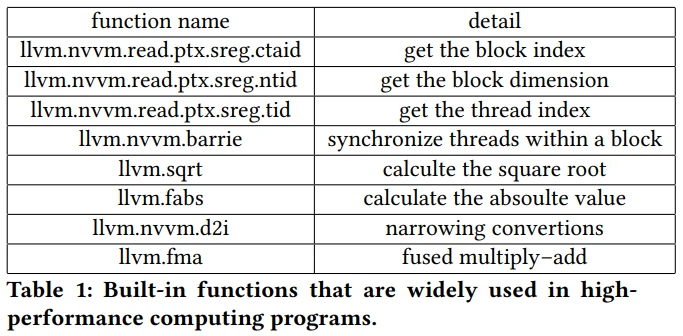 function name detail
llvm.nvvm.read.ptx.sreg.ctaid get the block index
llvm.nvvm.read.ptx.sreg.ntid get the block dimension
llvm.nvvm.read.ptx.sreg.tid get the thread index
llvm.nvvm.barrie synchronize threads within a block
llvm.sqrt calculte the square root
llvm.fabs calculate the absoulte value
llvm.nvvm.d2i narrowing convertions
llvm.fma fused multiply−add
Table 1: Built-in functions that are widely used in high-
performance computing programs.